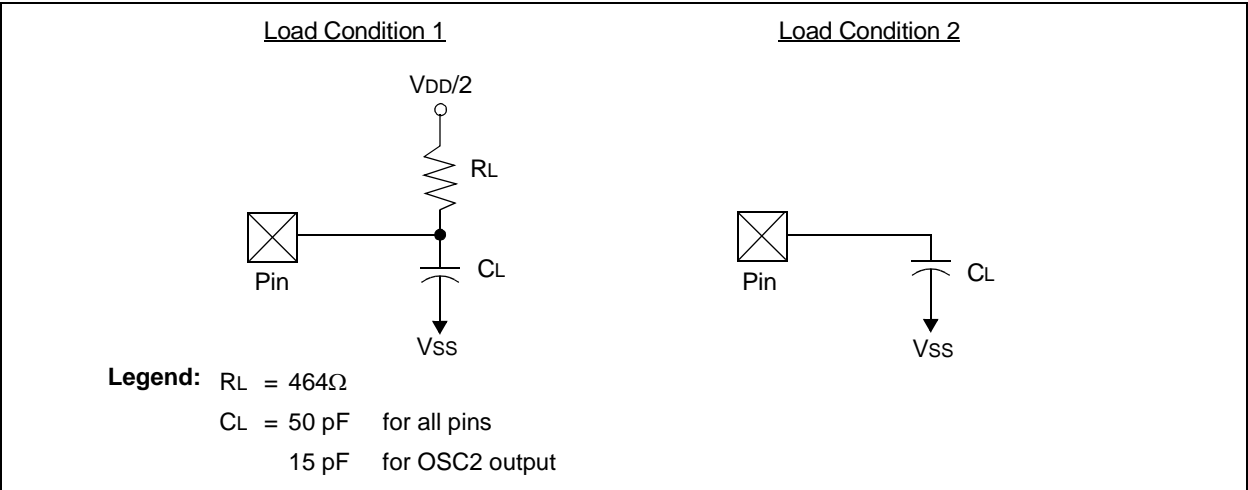 Load Condition 1
VDD/2
RL
Pin
CL
VSS
Load Condition 2
Pin
CL
VSS
Legend: RL = 464Ω
CL = 50 pF for all pins
15 pF for OSC2 output